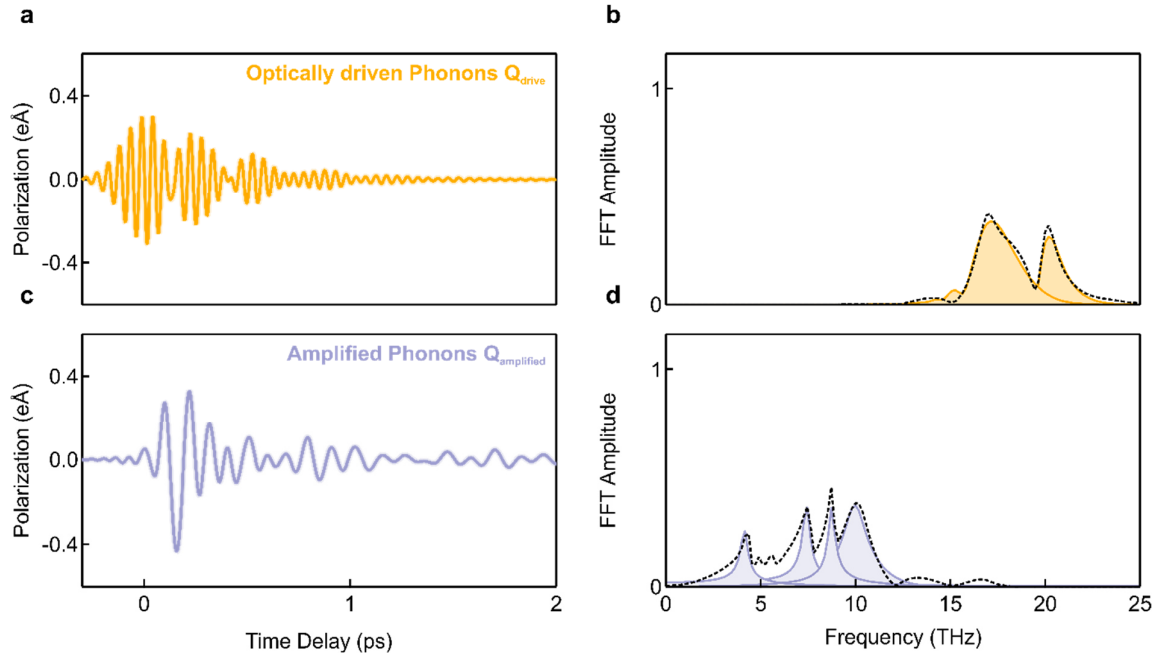 a
Optically driven Phonons Q_drive
0.4
0.0
-0.4
Polarization (eÅ)
b
1
0
FFT Amplitude
c
Amplified Phonons Q_amplified
0.4
0.0
-0.4
Polarization (eÅ)
0
1
2
Time Delay (ps)
d
1
0
FFT Amplitude
0
5
10
15
20
25
Frequency (THz)